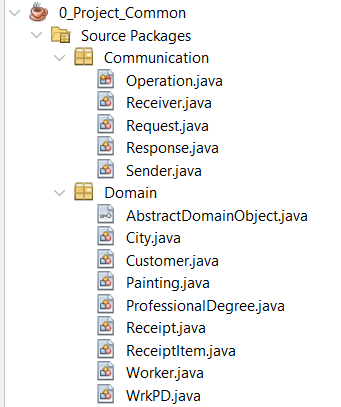 0_Project_Common
Source Packages
Communication
Operation.java
Receiver.java
Request.java
Response.java
Sender.java
Domain
AbstractDomainObject.java
City.java
Customer.java
Painting.java
ProfessionalDegree.java
Receipt.java
ReceiptItem.java
Worker.java
WrkPD.java